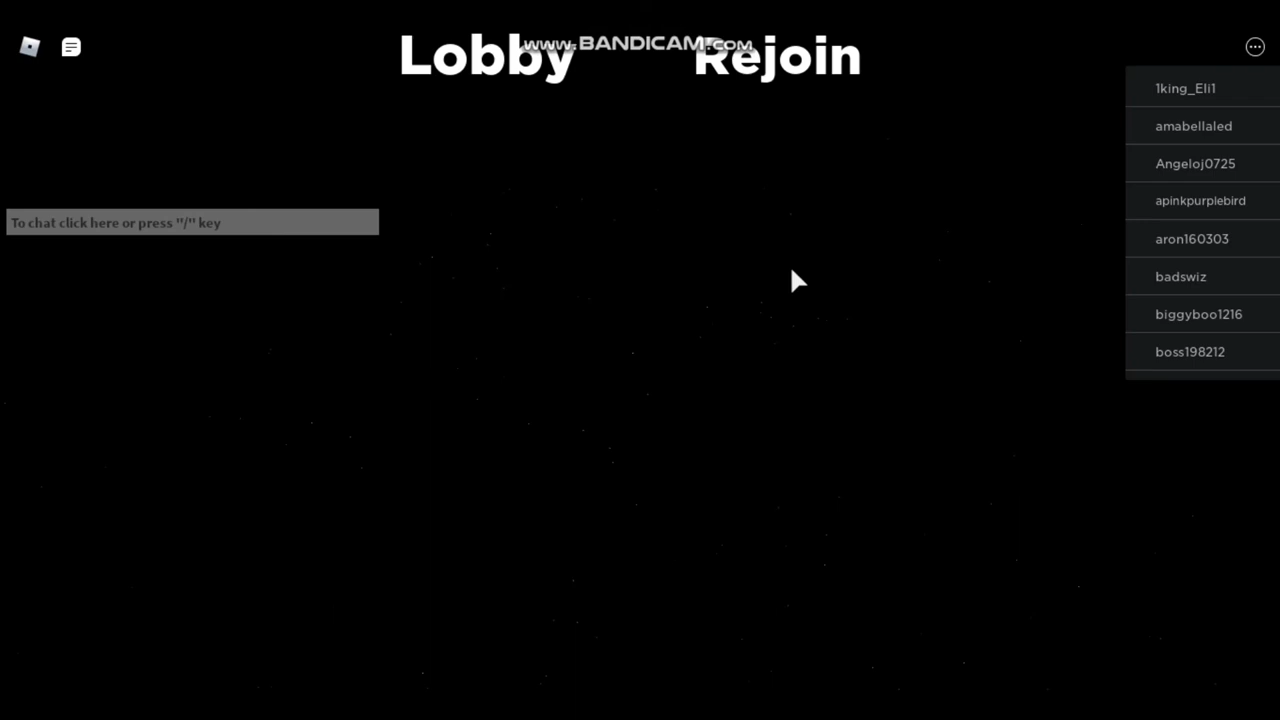 Lobby
Rejoin
www.BANDICAM.com
1king_Eli1
amabellaled
Angeloj0725
apinkpurplebird
aron160303
badswiz
biggyboo1216
boss198212
To chat click here or press "/" key